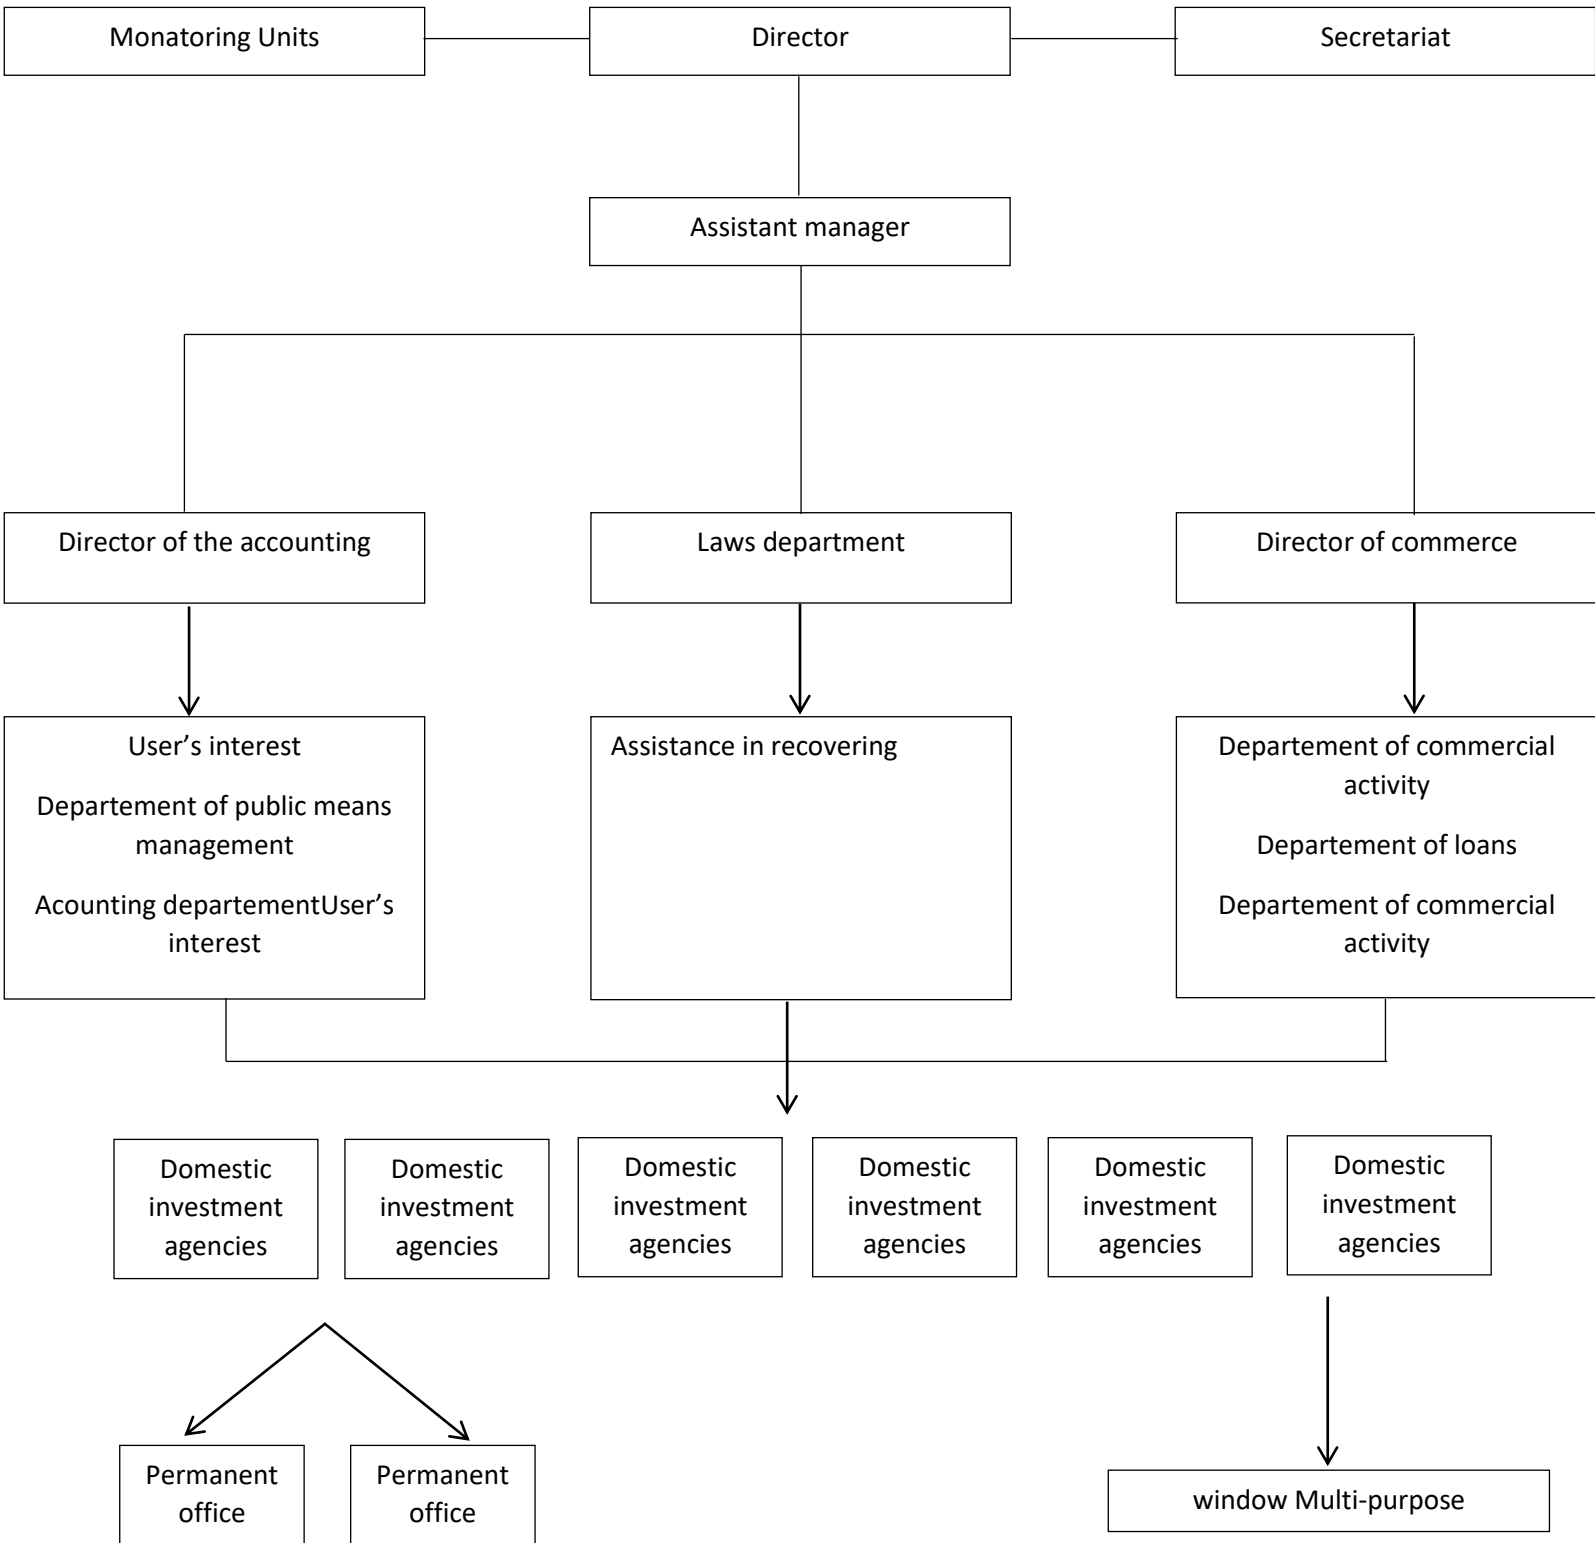 Monatoring Units
Director
Secretariat
Assistant manager
Director of the accounting
Laws department
Director of commerce
User’s interest
Departement of public means
management
Acounting departementUser’s
interest
Assistance in recovering
Departement of commercial
activity
Departement of loans
Departement of commercial
activity
Domestic
investment
agencies
Domestic
investment
agencies
Domestic
investment
agencies
Domestic
investment
agencies
Domestic
investment
agencies
Domestic
investment
agencies
Permanent
office
Permanent
office
window Multi-purpose